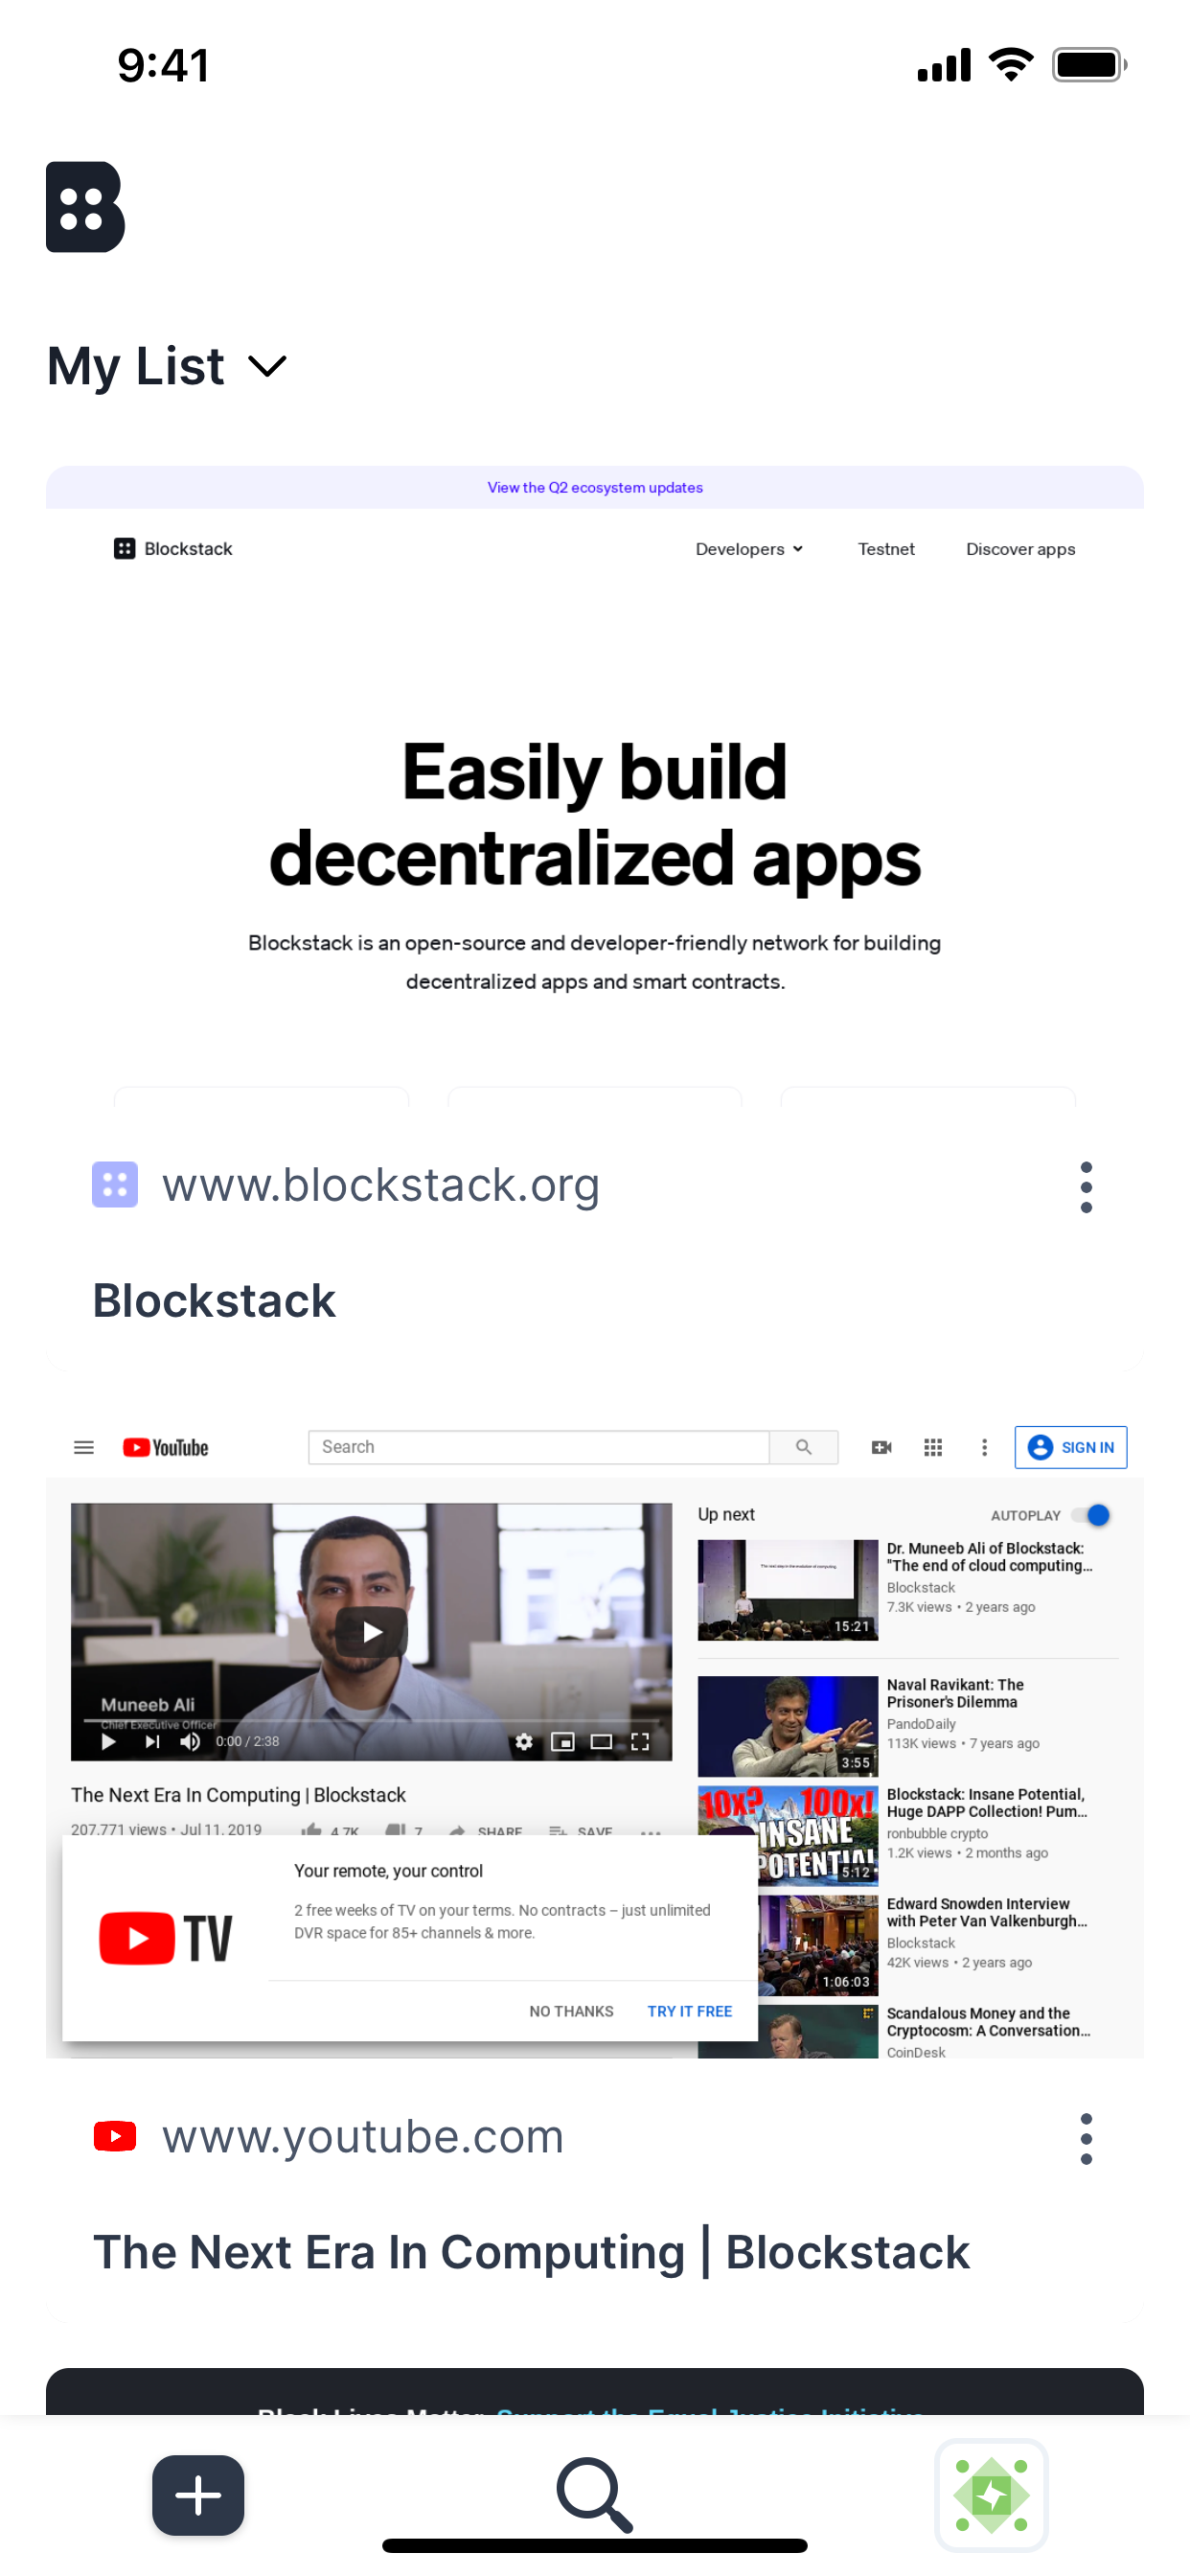 9:41
My List
View the Q2 ecosystem updates
Blockstack
Developers
Testnet
Discover apps
Easily build
decentralized apps
Blockstack is an open-source and developer-friendly network for building
decentralized apps and smart contracts.
www.blockstack.org
Blockstack
YouTube
Search
SIGN IN
Muneeb Ali
Chief Executive Officer
0:00 / 2:38
The Next Era In Computing | Blockstack
207,771 views • Jul 11, 2019
4.7K
7
SHARE
SAVE
Your remote, your control
2 free weeks of TV on your terms. No contracts – just unlimited
DVR space for 85+ channels & more.
TV
NO THANKS
TRY IT FREE
Up next
AUTOPLAY
15:21
Dr. Muneeb Ali of Blockstack:
"The end of cloud computing...
Blockstack
7.3K views • 2 years ago
3:55
Naval Ravikant: The
Prisoner's Dilemma
PandoDaily
113K views • 7 years ago
10x? 100x!
INSANE
POTENTIAL
5:12
Blockstack: Insane Potential,
Huge DAPP Collection! Pum...
ronbubble crypto
1.2K views • 2 months ago
1:06:03
Edward Snowden Interview
with Peter Van Valkenburgh...
Blockstack
42K views • 2 years ago
Scandalous Money and the
Cryptocosm: A Conversation...
CoinDesk
www.youtube.com
The Next Era In Computing | Blockstack
Black Lives Matter. Support the Equal Justice Initiative.